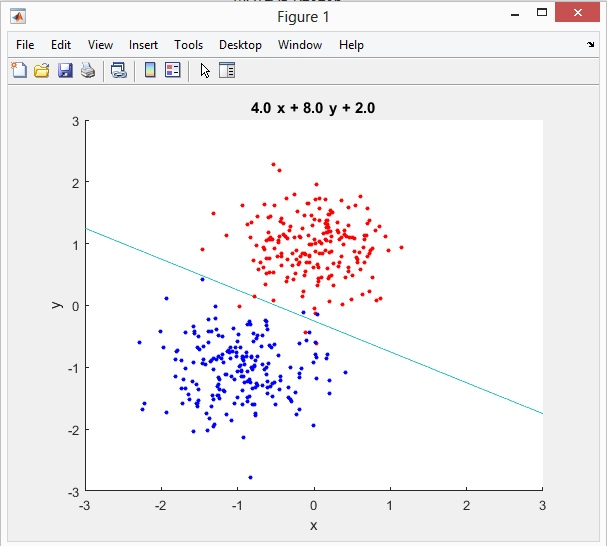 Figure 1
File Edit View Insert Tools Desktop Window Help
4.0 x + 8.0 y + 2.0
3
2
1
0
-1
-2
-3
y
-3 -2 -1 0 1 2 3
x